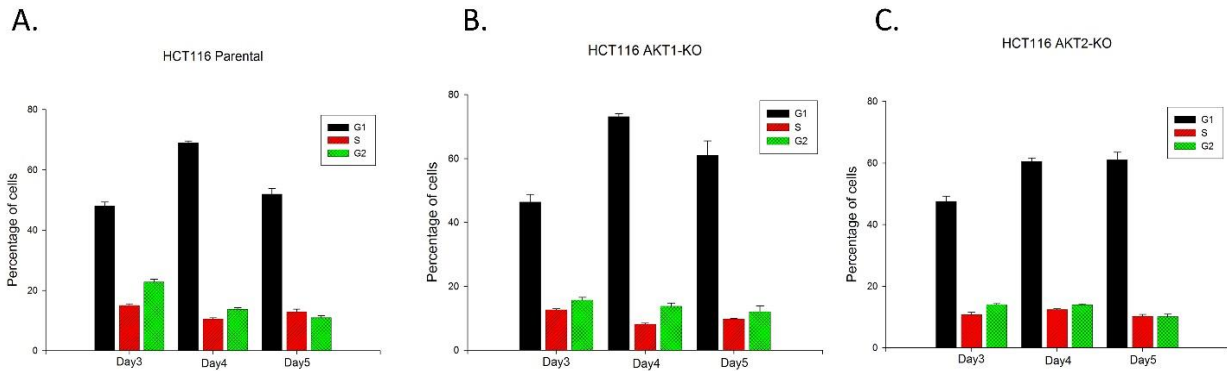 A.
HCT116 Parental
Percentage of cells
80
60
40
20
0
G1
S
G2
Day3
Day4
Day5
B.
HCT116 AKT1-KO
Percentage of cells
80
60
40
20
0
G1
S
G2
Day3
Day4
Day5
C.
HCT116 AKT2-KO
Percentage of cells
80
60
40
20
0
G1
S
G2
Day3
Day4
Day5